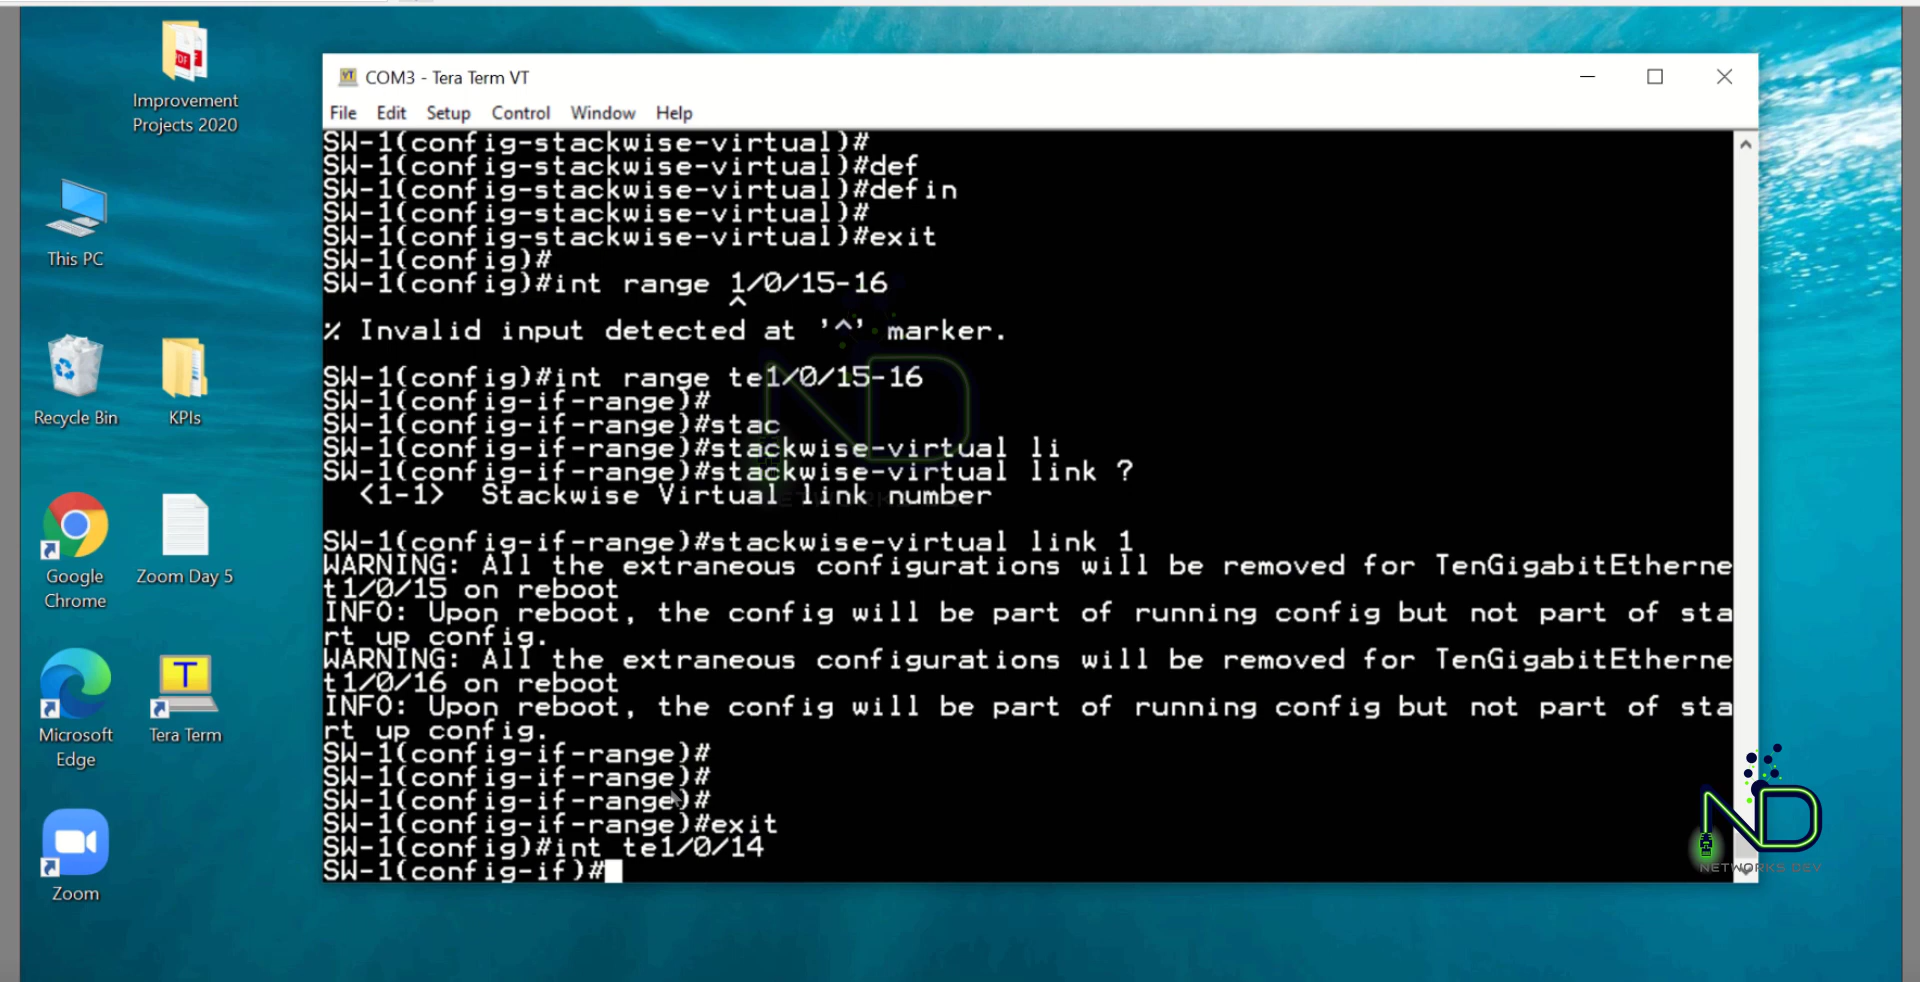 COM3 - Tera Term VT
File Edit Setup Control Window Help
SW-1(config-stackwise-virtual)#
SW-1(config-stackwise-virtual)#def
SW-1(config-stackwise-virtual)#defin
SW-1(config-stackwise-virtual)#
SW-1(config-stackwise-virtual)#exit
SW-1(config)#
SW-1(config)#int range 1/0/15-16
^
% Invalid input detected at '^' marker.
SW-1(config)#int range te1/0/15-16
SW-1(config-if-range)#
SW-1(config-if-range)#stac
SW-1(config-if-range)#stackwise-virtual li
SW-1(config-if-range)#stackwise-virtual link ?
<1-1> Stackwise Virtual link number
SW-1(config-if-range)#stackwise-virtual link 1
WARNING: All the extraneous configurations will be removed for TenGigabitEtherne
t1/0/15 on reboot
INFO: Upon reboot, the config will be part of running config but not part of sta
rt up config.
WARNING: All the extraneous configurations will be removed for TenGigabitEtherne
t1/0/16 on reboot
INFO: Upon reboot, the config will be part of running config but not part of sta
rt up config.
SW-1(config-if-range)#
SW-1(config-if-range)#
SW-1(config-if-range)#
SW-1(config-if-range)#exit
SW-1(config)#int te1/0/14
SW-1(config-if)#
Improvement
Projects 2020
This PC
Recycle Bin
KPIs
Google
Chrome
Zoom Day 5
Microsoft
Edge
Tera Term
Zoom
ND
NETWORKS DEV